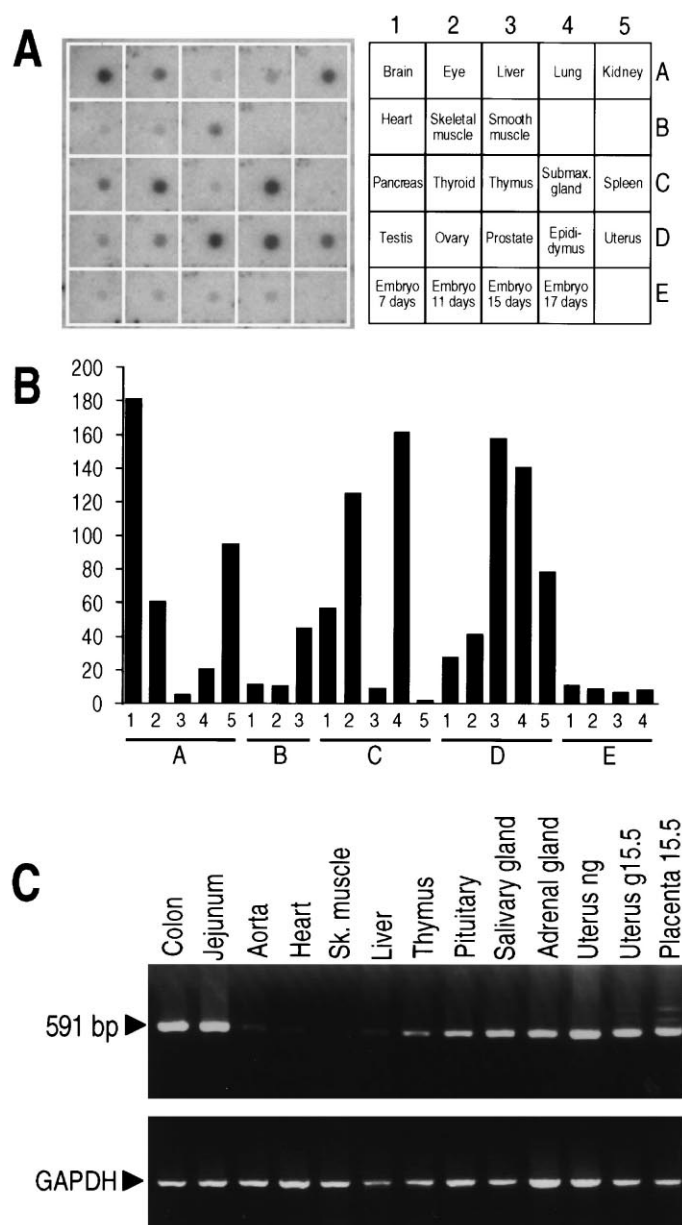 A
1 2 3 4 5
Brain Eye Liver Lung Kidney A
Heart Skeletal muscle Smooth muscle B
Pancreas Thyroid Thymus Submax. gland Spleen C
Testis Ovary Prostate Epidi- dymus Uterus D
Embryo 7 days Embryo 11 days Embryo 15 days Embryo 17 days E
B
200
180
160
140
120
100
80
60
40
20
0
1 2 3 4 5 1 2 3 1 2 3 4 5 1 2 3 4 5 1 2 3 4
A B C D E
C
Colon
Jejunum
Aorta
Heart
Sk. muscle
Liver
Thymus
Pituitary
Salivary gland
Adrenal gland
Uterus ng
Uterus g15.5
Placenta 15.5
591 bp
GAPDH